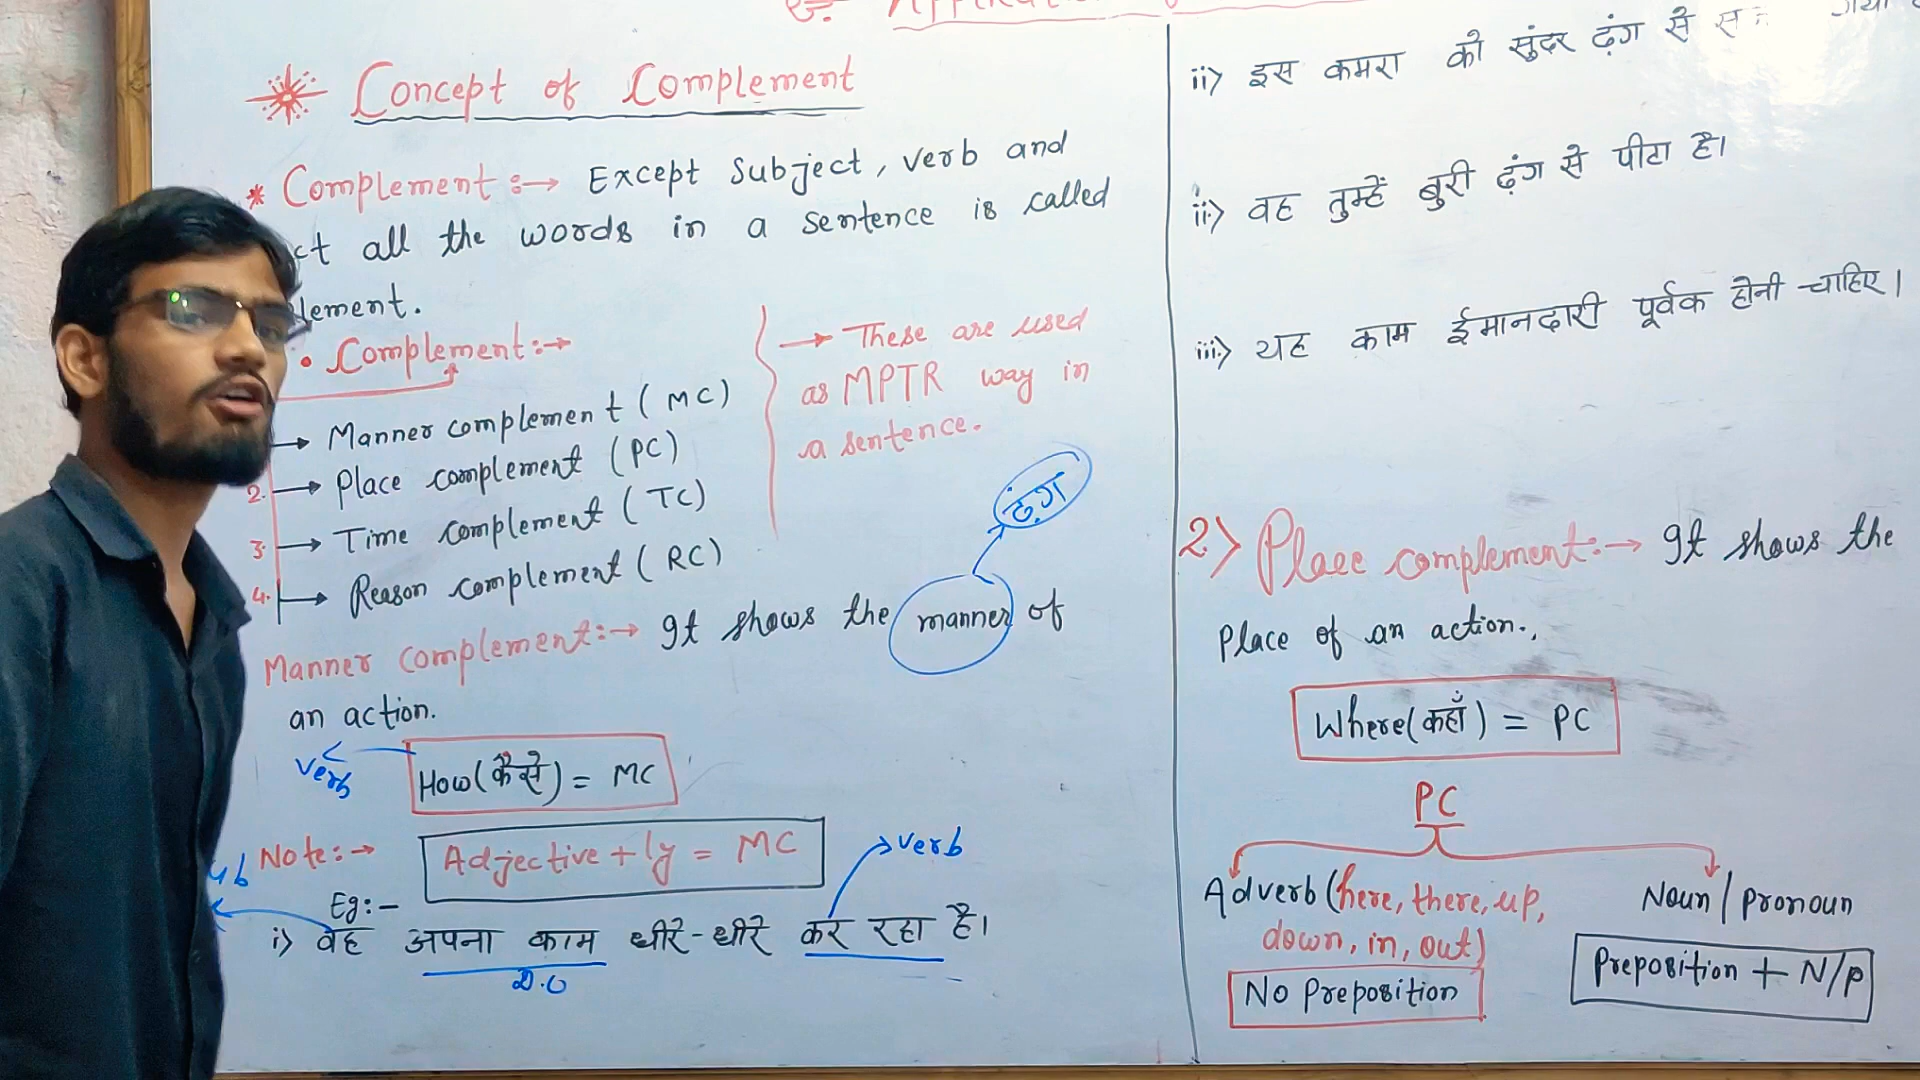 Concept of Complement
* Complement :→ Except Subject, verb and
ct all the words in a sentence is called
lement.
• Complement :→
→ Manner complement (MC)
2. → Place complement (PC)
3. → Time complement (TC)
4. → Reason complement (RC)
→ These are used
as MPTR way in
a sentence.
ढ़ंग
Manner complement :→ It shows the manner of
an action.
verb
How(कैसे) = MC
Note :→ Adjective + ly = MC
Eg :-
verb
i> वह अपना काम धीरे-धीरे कर रहा है।
D.O
ii> इस कमरा को सुंदर ढ़ंग से
ii> वह तुम्हें बुरी ढ़ंग से पीटा है।
iii> यह काम ईमानदारी पूर्वक होनी चाहिए।
2> Place complement :→ It shows the
Place of an action.,
Where(कहाँ) = PC
PC
Adverb (here, there, up,
down, in, out)
No Preposition
Noun / pronoun
Preposition + N/P